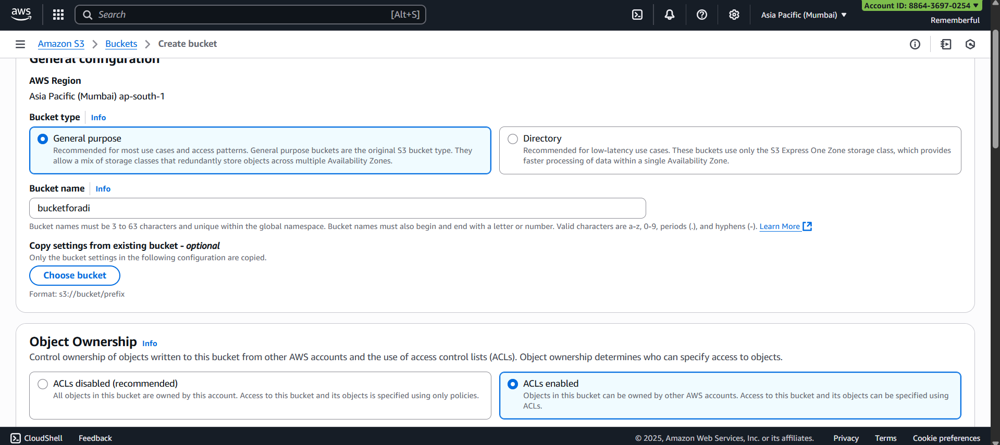 aws
Search [Alt+S]
Asia Pacific (Mumbai) ▼
Account ID: 8864-3697-0254 ▼
Rememberful
Amazon S3 > Buckets > Create bucket
General configuration
AWS Region
Asia Pacific (Mumbai) ap-south-1
Bucket type Info
General purpose
Recommended for most use cases and access patterns. General purpose buckets are the original S3 bucket type. They
allow a mix of storage classes that redundantly store objects across multiple Availability Zones.
Directory
Recommended for low-latency use cases. These buckets use only the S3 Express One Zone storage class, which provides
faster processing of data within a single Availability Zone.
Bucket name Info
bucketforadi
Bucket names must be 3 to 63 characters and unique within the global namespace. Bucket names must also begin and end with a letter or number. Valid characters are a-z, 0-9, periods (.), and hyphens (-). Learn More
Copy settings from existing bucket - optional
Only the bucket settings in the following configuration are copied.
Choose bucket
Format: s3://bucket/prefix
Object Ownership Info
Control ownership of objects written to this bucket from other AWS accounts and the use of access control lists (ACLs). Object ownership determines who can specify access to objects.
ACLs disabled (recommended)
All objects in this bucket are owned by this account. Access to this bucket and its objects is specified using only policies.
ACLs enabled
Objects in this bucket can be owned by other AWS accounts. Access to this bucket and its objects can be specified using
ACLs.
CloudShell Feedback © 2025, Amazon Web Services, Inc. or its affiliates. Privacy Terms Cookie preferences